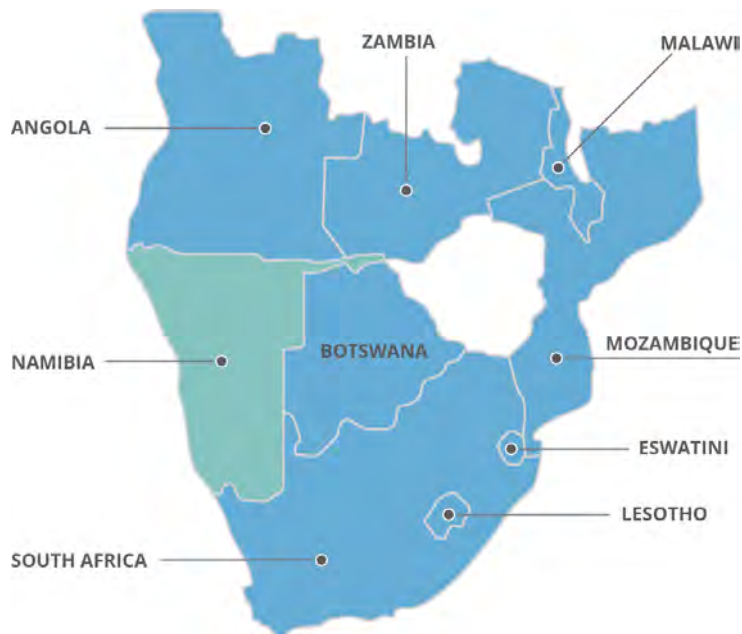 ZAMBIA
MALAWI
ANGOLA
BOTSWANA
MOZAMBIQUE
NAMIBIA
ESWATINI
LESOTHO
SOUTH AFRICA